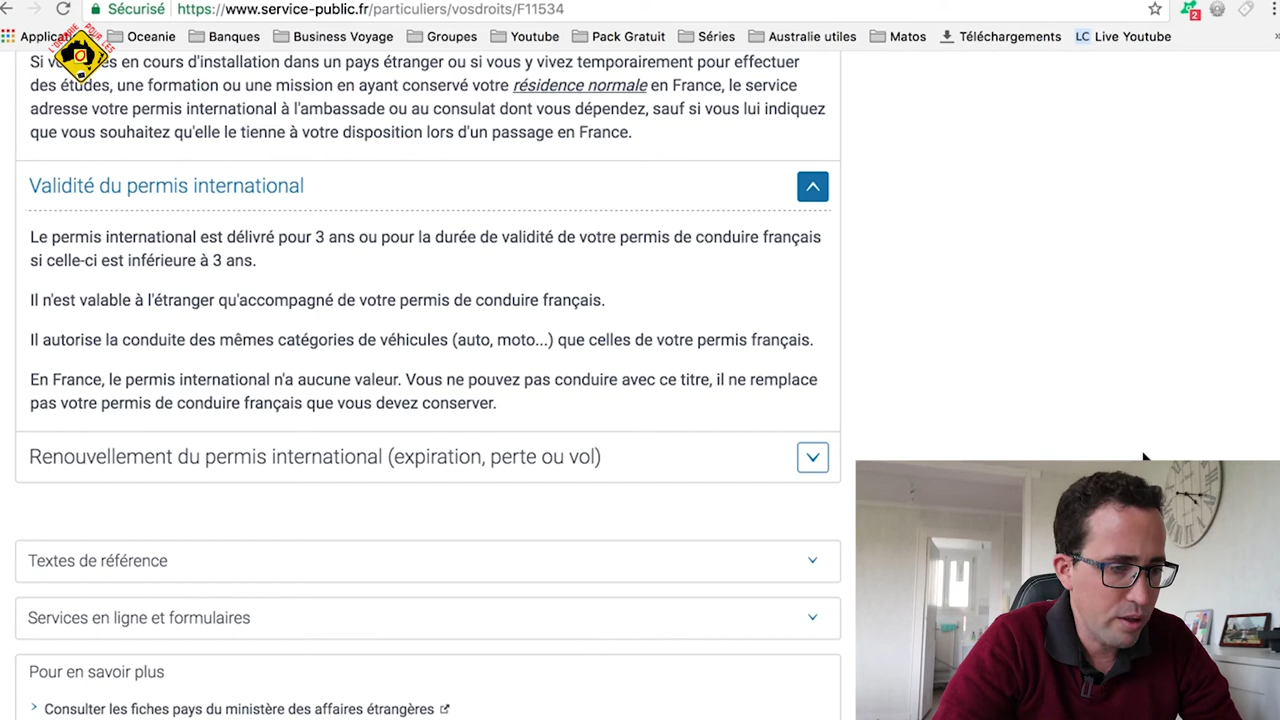 Sécurisé https://www.service-public.fr/particuliers/vosdroits/F11534
2
Applicat Oceanie Banques Business Voyage Groupes Youtube Pack Gratuit Séries Australie utiles Matos Téléchargements LC Live Youtube »
L'OCÉANIE POUR LES
Si v s en cours d'installation dans un pays étranger ou si vous y vivez temporairement pour effectuer
des études, une formation ou une mission en ayant conservé votre résidence normale en France, le service
adresse votre permis international à l'ambassade ou au consulat dont vous dépendez, sauf si vous lui indiquez
que vous souhaitez qu'elle le tienne à votre disposition lors d'un passage en France.
Validité du permis international
Le permis international est délivré pour 3 ans ou pour la durée de validité de votre permis de conduire français
si celle-ci est inférieure à 3 ans.
Il n'est valable à l'étranger qu'accompagné de votre permis de conduire français.
Il autorise la conduite des mêmes catégories de véhicules (auto, moto...) que celles de votre permis français.
En France, le permis international n'a aucune valeur. Vous ne pouvez pas conduire avec ce titre, il ne remplace
pas votre permis de conduire français que vous devez conserver.
Renouvellement du permis international (expiration, perte ou vol)
Textes de référence
Services en ligne et formulaires
Pour en savoir plus
Consulter les fiches pays du ministère des affaires étrangères